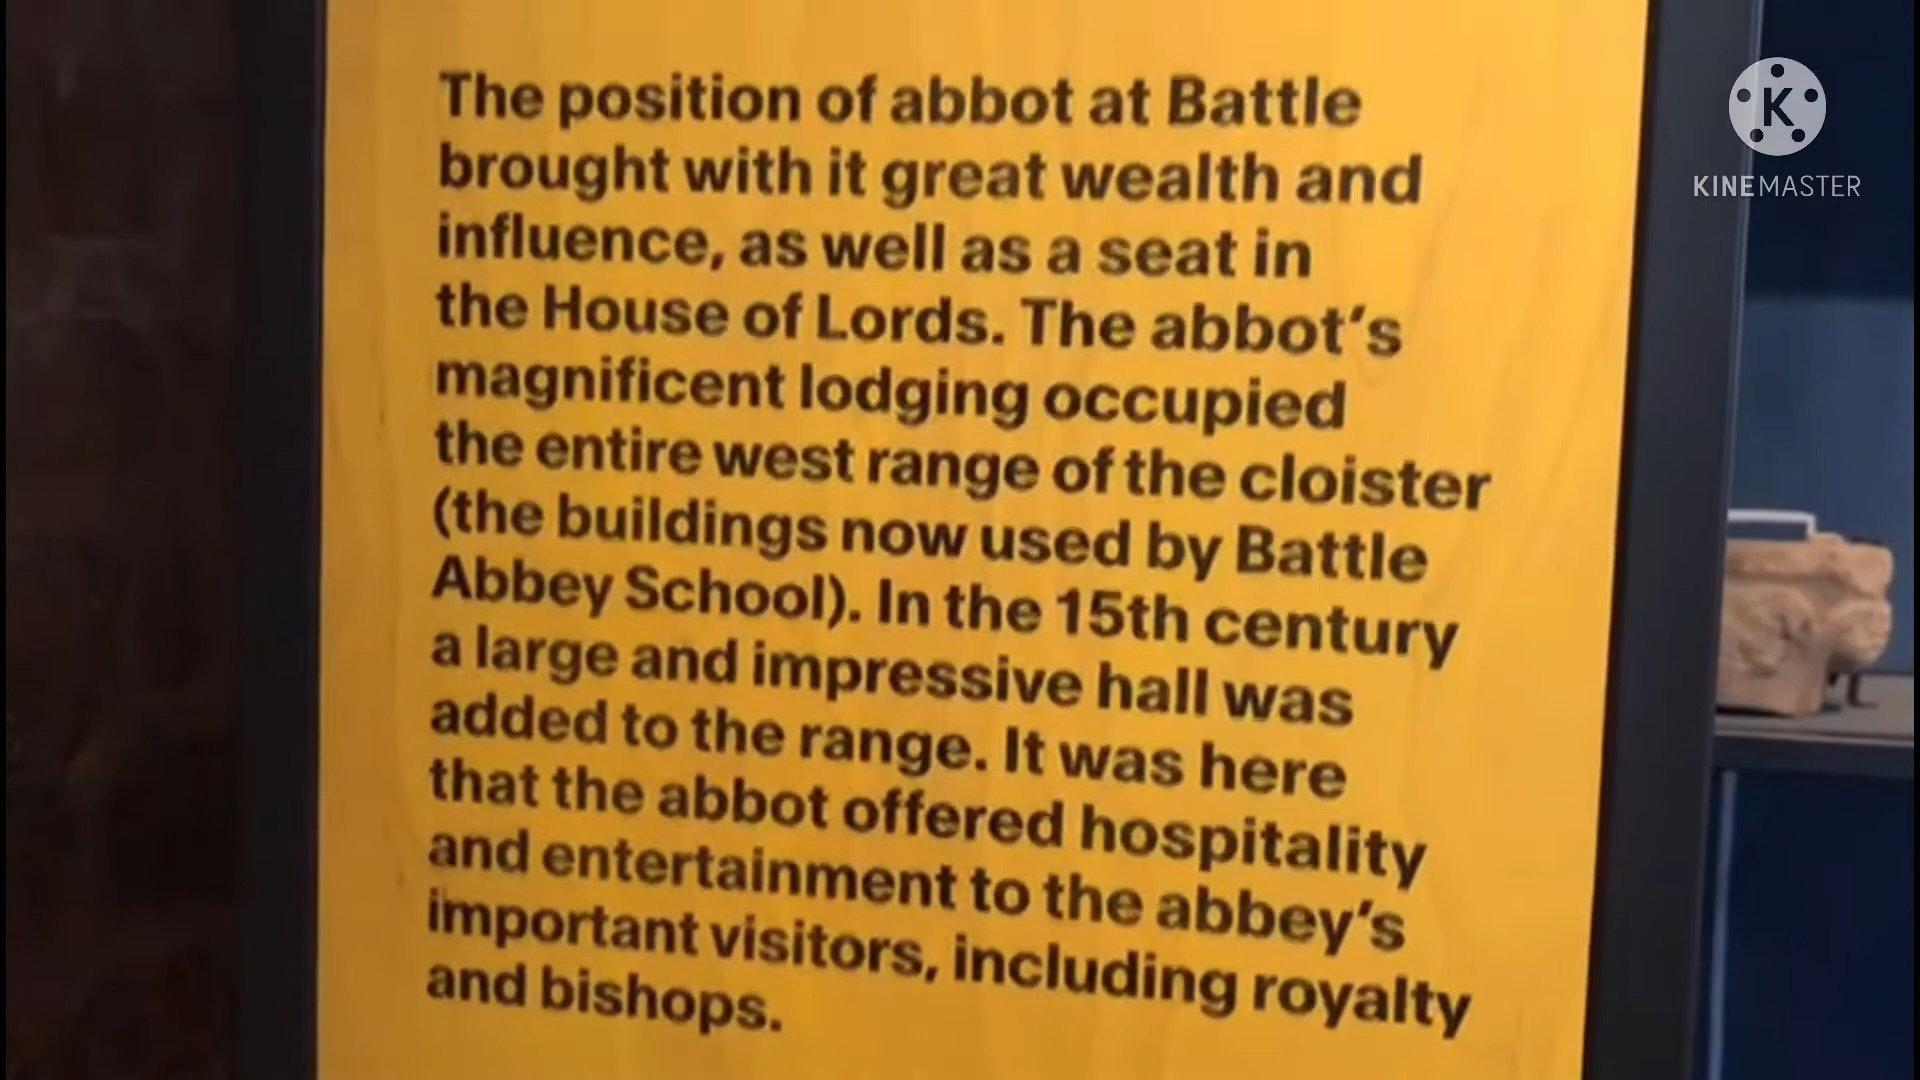 The position of abbot at Battle
brought with it great wealth and
influence, as well as a seat in
the House of Lords. The abbot's
magnificent lodging occupied
the entire west range of the cloister
(the buildings now used by Battle
Abbey School). In the 15th century
a large and impressive hall was
added to the range. It was here
that the abbot offered hospitality
and entertainment to the abbey's
important visitors, including royalty
and bishops.
K
KINEMASTER